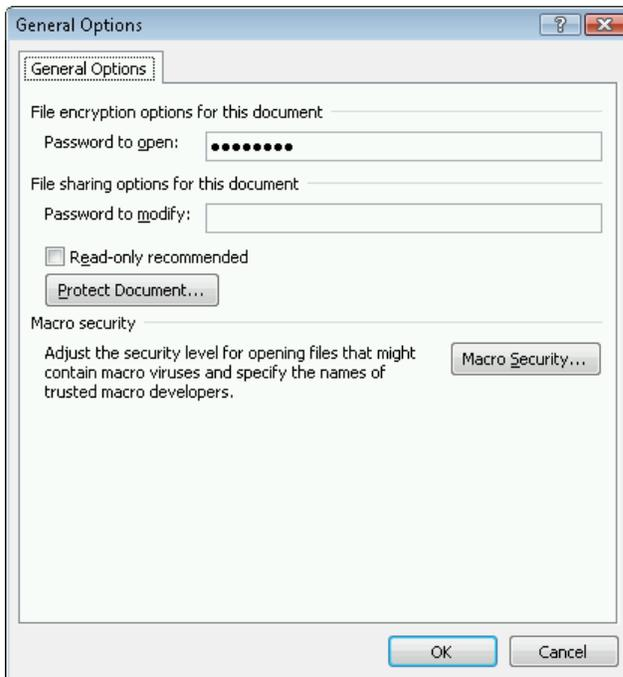 General Options
General Options
File encryption options for this document
Password to open: ●●●●●●●●
File sharing options for this document
Password to modify:
Read-only recommended
Protect Document...
Macro security
Adjust the security level for opening files that might
contain macro viruses and specify the names of
trusted macro developers.
Macro Security...
OK
Cancel